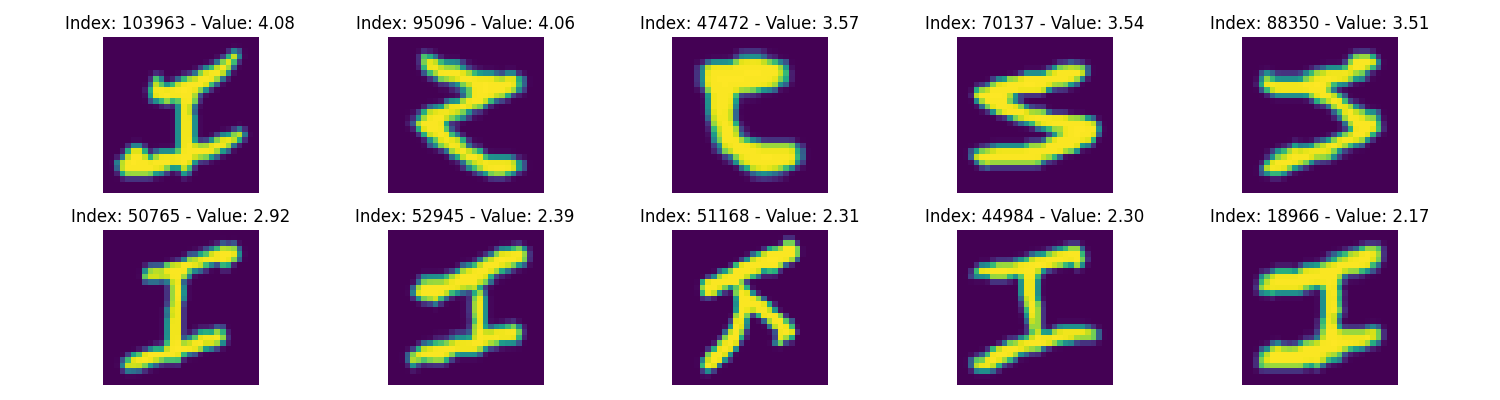 Index: 103963 - Value: 4.08 Index: 95096 - Value: 4.06 Index: 47472 - Value: 3.57 Index: 70137 - Value: 3.54 Index: 88350 - Value: 3.51
Index: 50765 - Value: 2.92 Index: 52945 - Value: 2.39 Index: 51168 - Value: 2.31 Index: 44984 - Value: 2.30 Index: 18966 - Value: 2.17